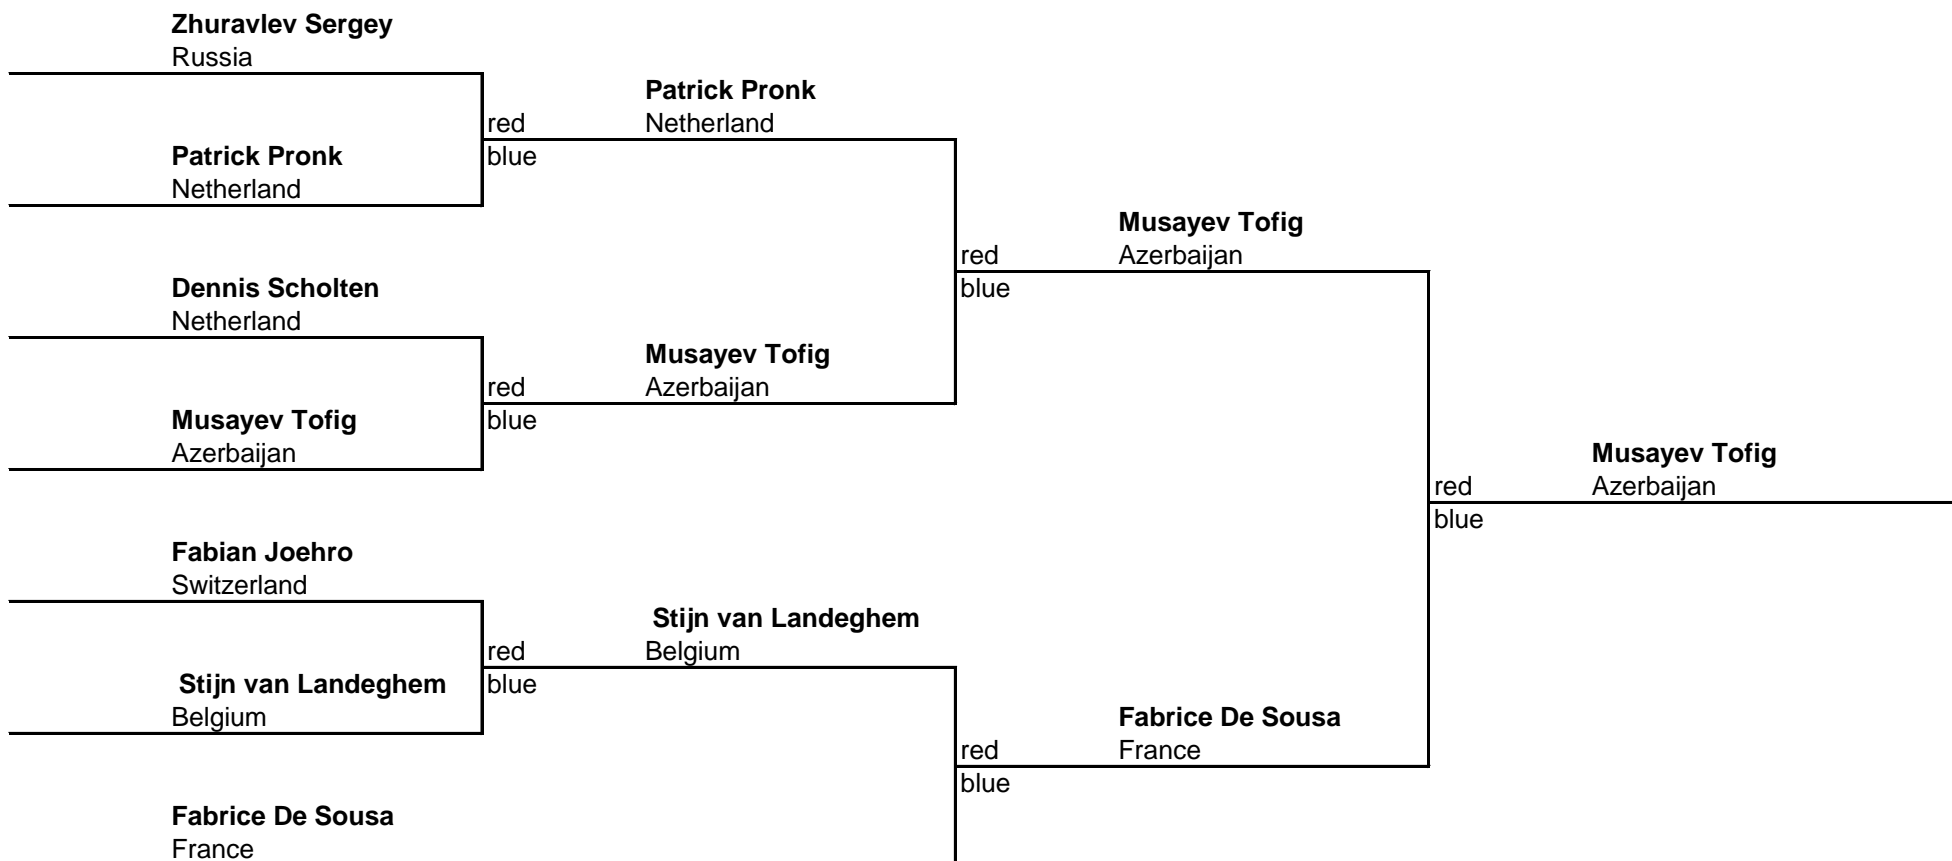 Zhuravlev Sergey
Russia
Patrick Pronk
red
Netherland
Patrick Pronk
blue
Netherland
Musayev Tofig
red
Azerbaijan
Dennis Scholten
blue
Netherland
Musayev Tofig
red
Azerbaijan
Musayev Tofig
blue
Azerbaijan
Musayev Tofig
red
Azerbaijan
blue
Fabian Joehro
Switzerland
Stijn van Landeghem
red
Belgium
Stijn van Landeghem
blue
Belgium
Fabrice De Sousa
red
France
blue
Fabrice De Sousa
France